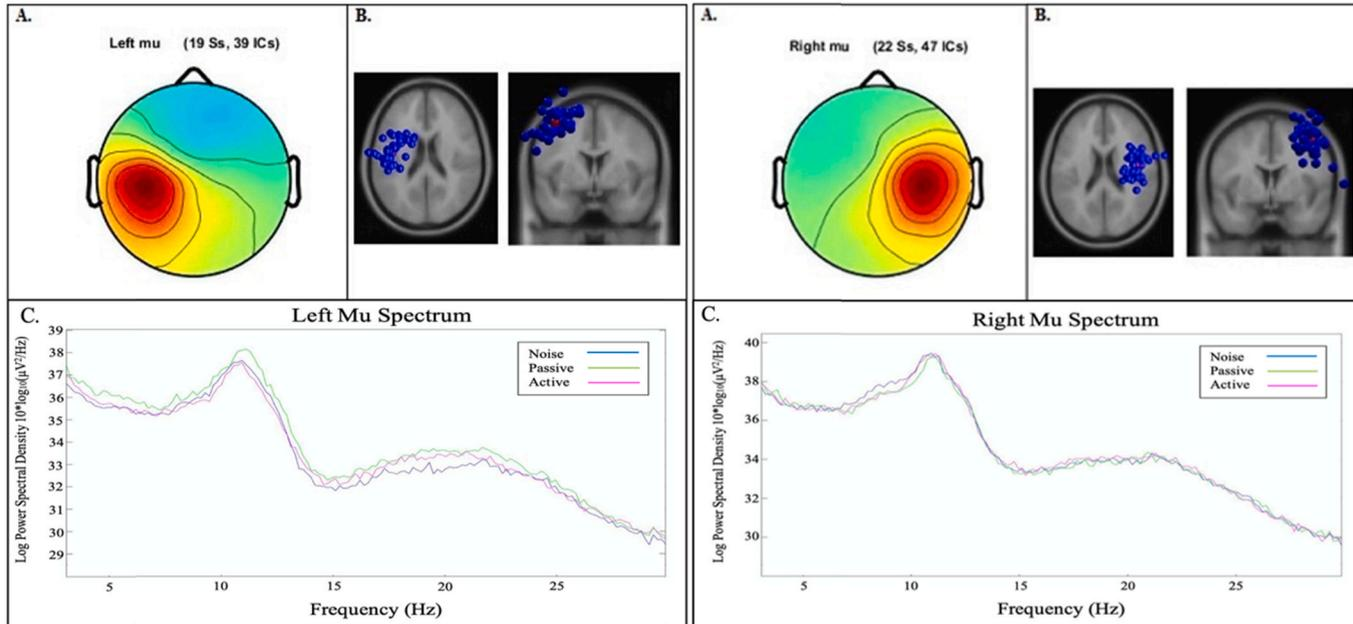 A.
Left mu (19 Ss, 39 ICs)
B.
A.
Right mu (22 Ss, 47 ICs)
B.
C.
Left Mu Spectrum
Log Power Spectral Density 10*log₁₀(µV²/Hz)
39
38
37
36
35
34
33
32
31
30
29
Noise
Passive
Active
5
10
15
20
25
Frequency (Hz)
C.
Right Mu Spectrum
Log Power Spectral Density 10*log₁₀(µV²/Hz)
40
38
36
34
32
30
Noise
Passive
Active
5
10
15
20
25
Frequency (Hz)